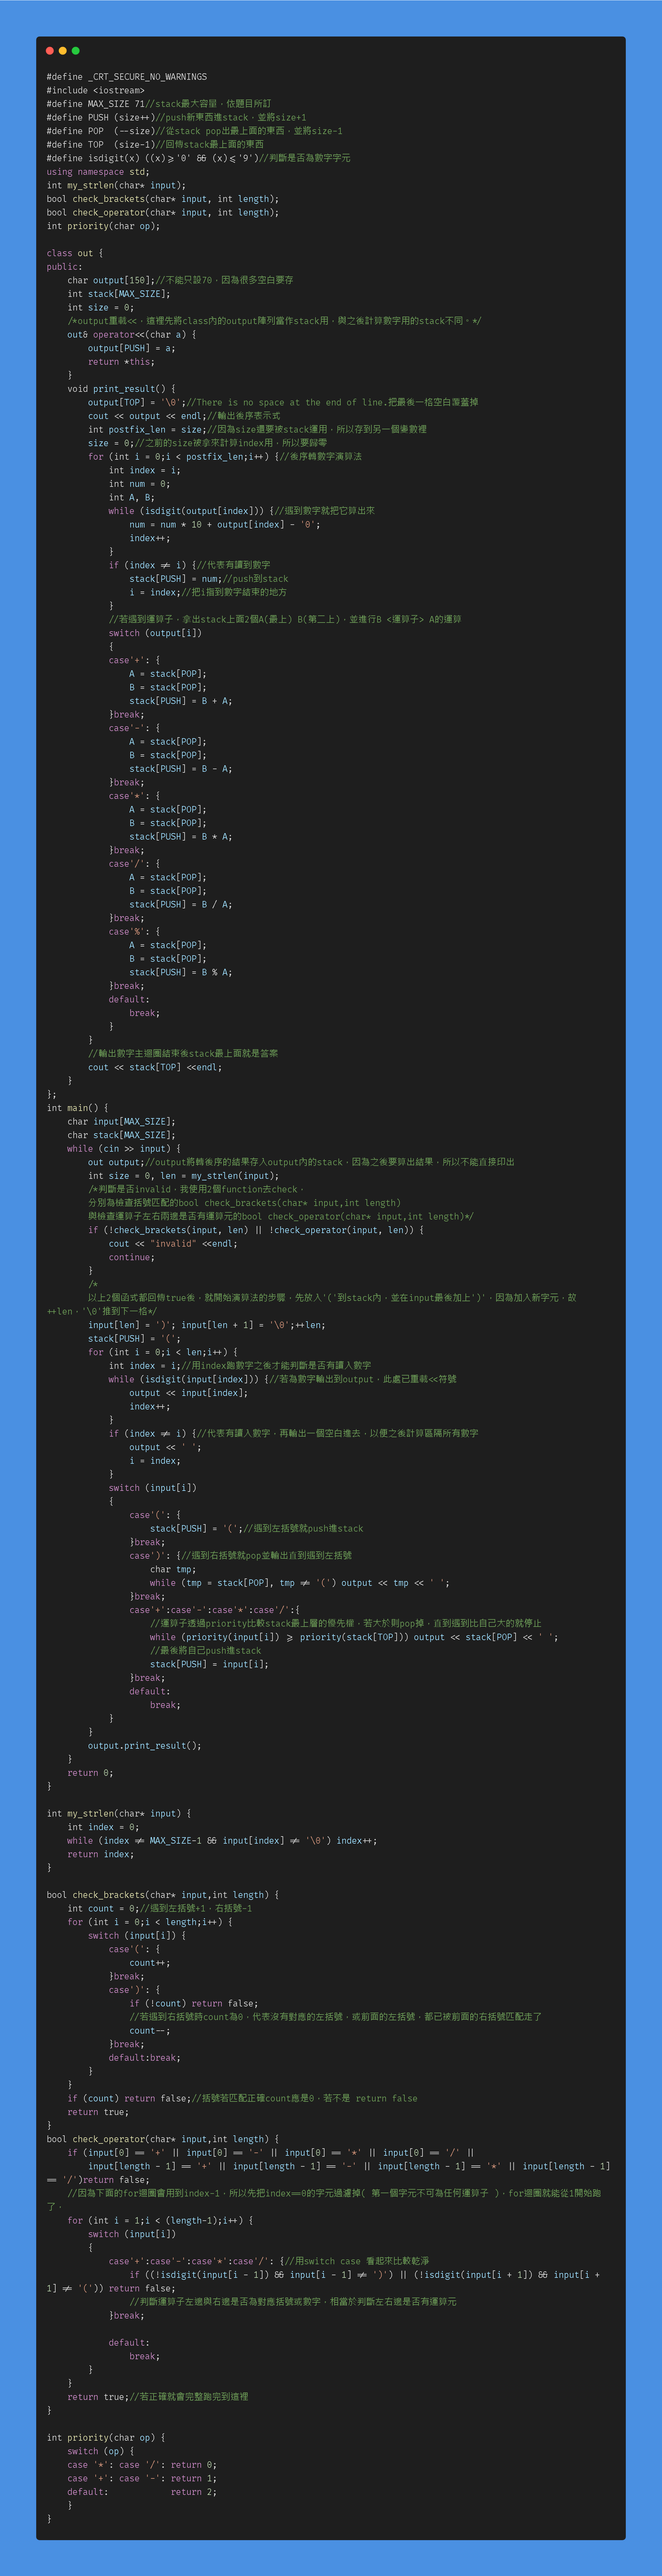 #define _CRT_SECURE_NO_WARNINGS
#include <iostream>
#define MAX_SIZE 71//stack最大容量，依題目所訂
#define PUSH (size++)//push新東西進stack，並將size+1
#define POP  (--size)//從stack pop出最上面的東西，並將size-1
#define TOP  (size-1)//回傳stack最上面的東西
#define isdigit(x) ((x)>='0' && (x)<='9')//判斷是否為數字字元
using namespace std;
int my_strlen(char* input);
bool check_brackets(char* input, int length);
bool check_operator(char* input, int length);
int priority(char op);

class out {
public:
    char output[150];//不能只設70，因為很多空白要存
    int stack[MAX_SIZE];
    int size = 0;
    /*output重載<<，這裡先將class內的output陣列當作stack用，與之後計算數字用的stack不同。*/
    out& operator<<(char a) {
        output[PUSH] = a;
        return *this;
    }
    void print_result() {
        output[TOP] = '\0';//There is no space at the end of line.把最後一格空白覆蓋掉
        cout << output << endl;//輸出後序表示式
        int postfix_len = size;//因為size還要被stack運用，所以存到另一個變數裡
        size = 0;//之前的size被拿來計算index用，所以要歸零
        for (int i = 0;i < postfix_len;i++) {//後序轉數字演算法
            int index = i;
            int num = 0;
            int A, B;
            while (isdigit(output[index])) {//遇到數字就把它算出來
                num = num * 10 + output[index] - '0';
                index++;
            }
            if (index != i) {//代表有讀到數字
                stack[PUSH] = num;//push到stack
                i = index;//把i指到數字結束的地方
            }
            //若遇到運算子，拿出stack上面2個A(最上) B(第二上)，並進行B <運算子> A的運算
            switch (output[i])
            {
            case'+': {
                A = stack[POP];
                B = stack[POP];
                stack[PUSH] = B + A;
            }break;
            case'-': {
                A = stack[POP];
                B = stack[POP];
                stack[PUSH] = B - A;
            }break;
            case'*': {
                A = stack[POP];
                B = stack[POP];
                stack[PUSH] = B * A;
            }break;
            case'/': {
                A = stack[POP];
                B = stack[POP];
                stack[PUSH] = B / A;
            }break;
            case'%': {
                A = stack[POP];
                B = stack[POP];
                stack[PUSH] = B % A;
            }break;
            default:
                break;
            }
        }
        //輸出數字主迴圈結束後stack最上面就是答案
        cout << stack[TOP] <<endl;
    }
};
int main() {
    char input[MAX_SIZE];
    char stack[MAX_SIZE];
    while (cin >> input) {
        out output;//output將轉後序的結果存入output內的stack，因為之後要算出結果，所以不能直接印出
        int size = 0, len = my_strlen(input);
        /*判斷是否invalid，我使用2個function去check，
        分別為檢查括號匹配的bool check_brackets(char* input,int length)
        與檢查運算子左右兩邊是否有運算元的bool check_operator(char* input,int length)*/
        if (!check_brackets(input, len) || !check_operator(input, len)) {
            cout << "invalid" <<endl;
            continue;
        }
        /*
        以上2個函式都回傳true後，就開始演算法的步驟，先放入'('到stack內，並在input最後加上')'，因為加入新字元，故
++len，'\0'推到下一格*/
        input[len] = ')'; input[len + 1] = '\0';++len;
        stack[PUSH] = '(';
        for (int i = 0;i < len;i++) {
            int index = i;//用index跑數字之後才能判斷是否有讀入數字
            while (isdigit(input[index])) {//若為數字輸出到output，此處已重載<<符號
                output << input[index];
                index++;
            }
            if (index != i) {//代表有讀入數字，再輸出一個空白進去，以便之後計算區隔所有數字
                output << ' ';
                i = index;
            }
            switch (input[i])
            {
                case'(': {
                    stack[PUSH] = '(';//遇到左括號就push進stack
                }break;
                case')': {//遇到右括號就pop並輸出直到遇到左括號
                    char tmp;
                    while (tmp = stack[POP], tmp != '(') output << tmp << ' ';
                }break;
                case'+':case'-':case'*':case'/':{
                    //運算子透過priority比較stack最上層的優先權，若大於則pop掉，直到遇到比自己大的就停止
                    while (priority(input[i]) >= priority(stack[TOP])) output << stack[POP] << ' ';
                    //最後將自己push進stack
                    stack[PUSH] = input[i];
                }break;
                default:
                    break;
            }
        }
        output.print_result();
    }
    return 0;
}

int my_strlen(char* input) {
    int index = 0;
    while (index != MAX_SIZE-1 && input[index] != '\0') index++;
    return index;
}

bool check_brackets(char* input,int length) {
    int count = 0;//遇到左括號+1，右括號-1
    for (int i = 0;i < length;i++) {
        switch (input[i]) {
            case'(': {
                count++;
            }break;
            case')': {
                if (!count) return false;
                //若遇到右括號時count為0，代表沒有對應的左括號，或前面的左括號，都已被前面的右括號匹配走了
                count--;
            }break;
            default:break;
        }
    }
    if (count) return false;//括號若匹配正確count應是0，若不是 return false
    return true;
}
bool check_operator(char* input,int length) {
    if (input[0] == '+' || input[0] == '-' || input[0] == '*' || input[0] == '/' ||
        input[length - 1] == '+' || input[length - 1] == '-' || input[length - 1] == '*' || input[length - 1]
== '/')return false;
    //因為下面的for迴圈會用到index-1，所以先把index==0的字元過濾掉( 第一個字元不可為任何運算子 )，for迴圈就能從1開始跑
了，
    for (int i = 1;i < (length-1);i++) {
        switch (input[i])
        {
            case'+':case'-':case'*':case'/': {//用switch case 看起來比較乾淨
                if ((!isdigit(input[i - 1]) && input[i - 1] != ')') || (!isdigit(input[i + 1]) && input[i +
1] != '(')) return false;
                //判斷運算子左邊與右邊是否為對應括號或數字，相當於判斷左右邊是否有運算元
            }break;

            default:
                break;
        }
    }
    return true;//若正確就會完整跑完到這裡
}

int priority(char op) {
    switch (op) {
    case '*': case '/': return 0;
    case '+': case '-': return 1;
    default:            return 2;
    }
}